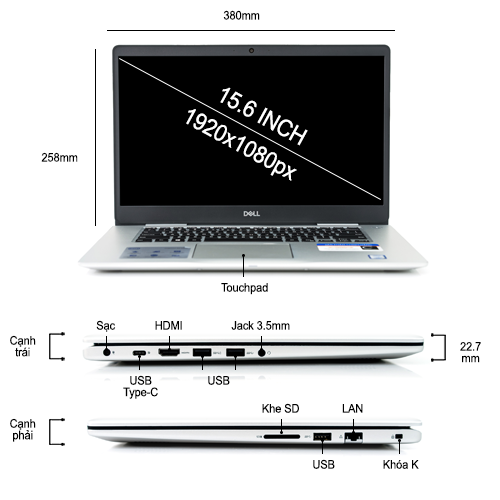 380mm
15.6 INCH
1920x1080px
258mm
DELL
Touchpad
Cạnh
trái
Sạc
HDMI
Jack 3.5mm
22.7
mm
USB
Type-C
USB
Cạnh
phải
Khe SD
LAN
USB
Khóa K